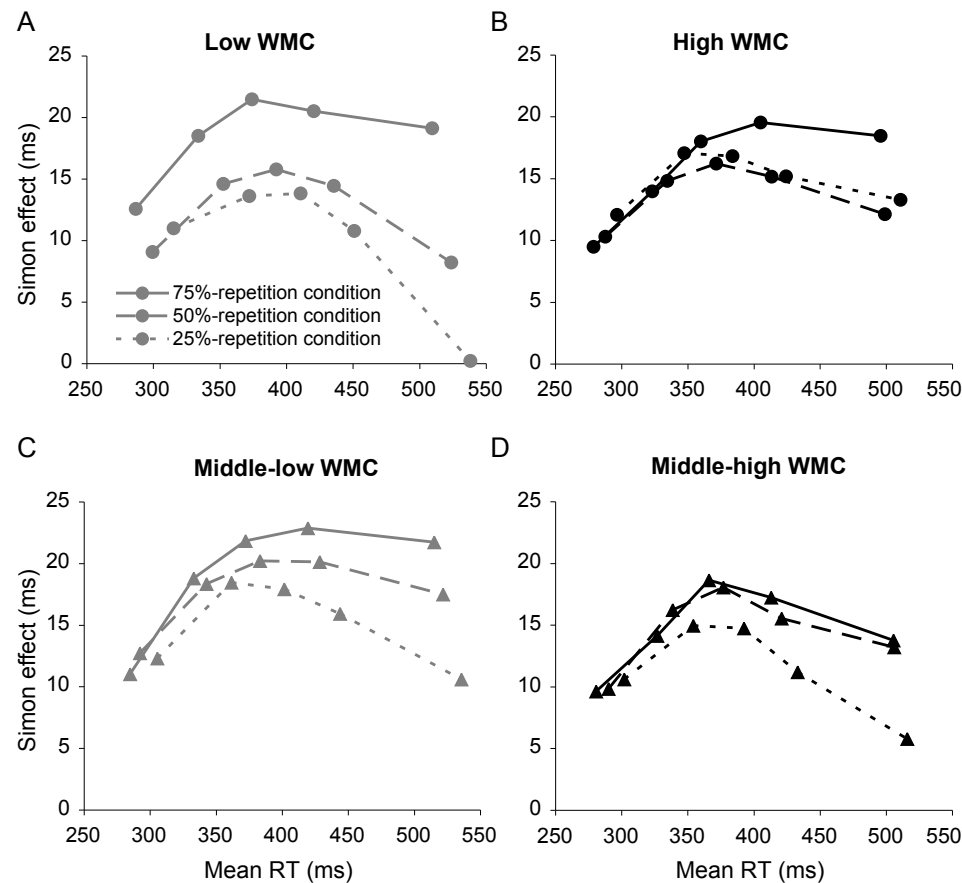 A
Low WMC
25
20
15
10
5
0
Simon effect (ms)
75%-repetition condition
50%-repetition condition
25%-repetition condition
250 300 350 400 450 500 550
B
High WMC
25
20
15
10
5
0
250 300 350 400 450 500 550
C
Middle-low WMC
25
20
15
10
5
0
Simon effect (ms)
250 300 350 400 450 500 550
Mean RT (ms)
D
Middle-high WMC
25
20
15
10
5
0
250 300 350 400 450 500 550
Mean RT (ms)